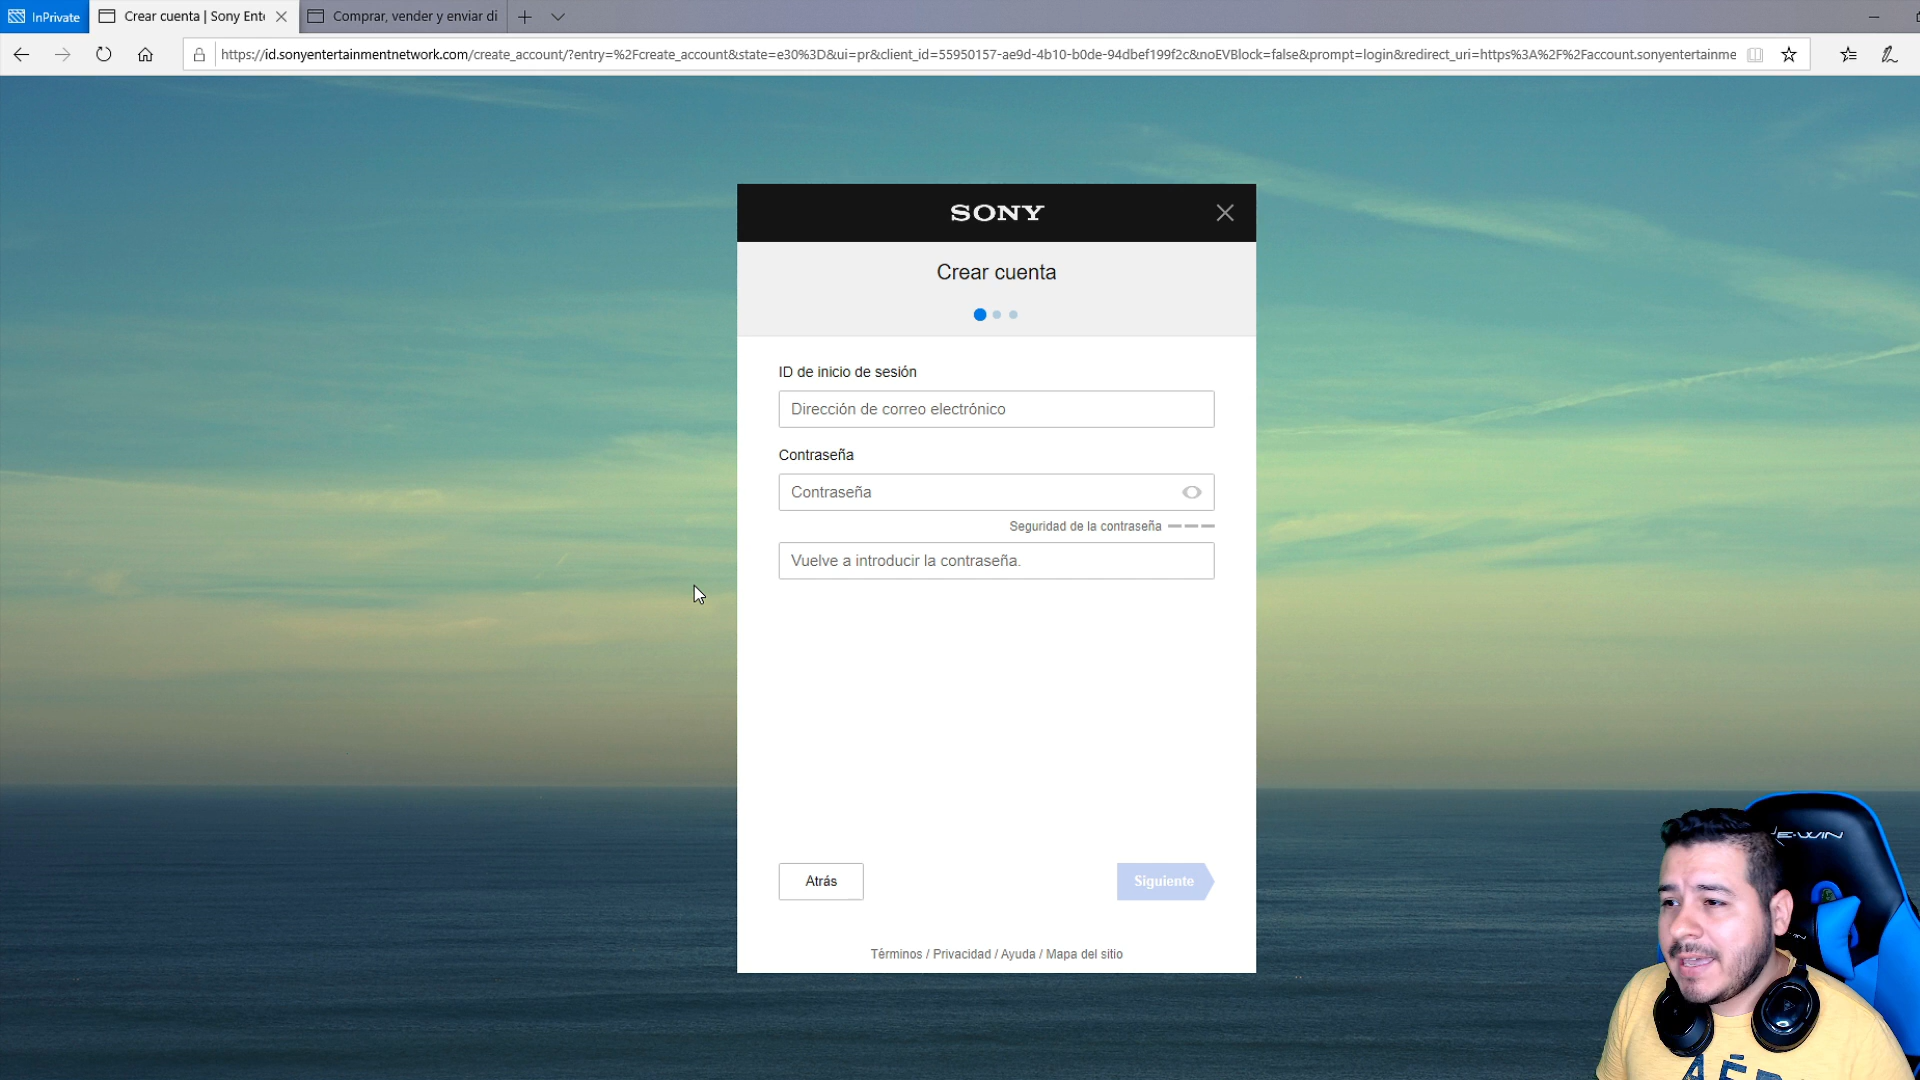 InPrivate
Crear cuenta | Sony Ent
Comprar, vender y enviar di
https://id.sonyentertainmentnetwork.com/create_account/?entry=%2Fcreate_account&state=e30%3D&ui=pr&client_id=55950157-ae9d-4b10-b0de-94dbef199f2c&noEVBlock=false&prompt=login&redirect_uri=https%3A%2F%2Faccount.sonyentertainme
SONY
Crear cuenta
ID de inicio de sesión
Dirección de correo electrónico
Contraseña
Contraseña
Seguridad de la contraseña
Vuelve a introducir la contraseña.
Atrás
Siguiente
Términos / Privacidad / Ayuda / Mapa del sitio
E-WIN